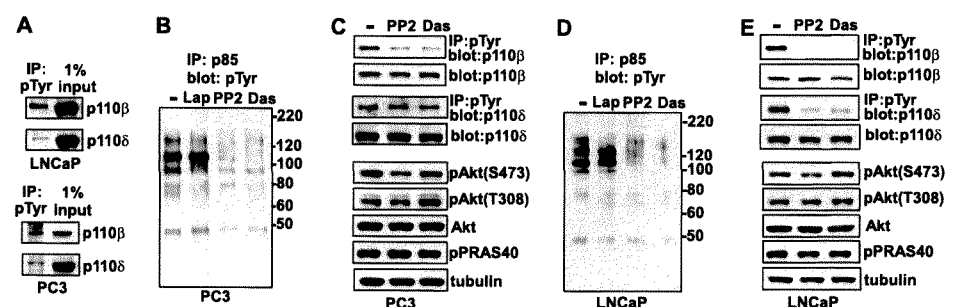 A
IP: 1%
pTyr input
p110β
p110δ
LNCaP
IP: 1%
pTyr input
p110β
p110δ
PC3
B
IP: p85
blot: pTyr
- Lap PP2 Das
-220
-120
-100
-80
-60
-50
PC3
C
- PP2 Das
IP:pTyr
blot:p110β
blot:p110β
IP:pTyr
blot:p110δ
blot:p110δ
pAkt(S473)
pAkt(T308)
Akt
pPRAS40
tubulin
PC3
D
IP: p85
blot: pTyr
- Lap PP2 Das
-220
-120
-100
-80
-60
-50
LNCaP
E
- PP2 Das
IP:pTyr
blot:p110β
blot:p110β
IP:pTyr
blot:p110δ
blot:p110δ
pAkt(S473)
pAkt(T308)
Akt
pPRAS40
tubulin
LNCaP